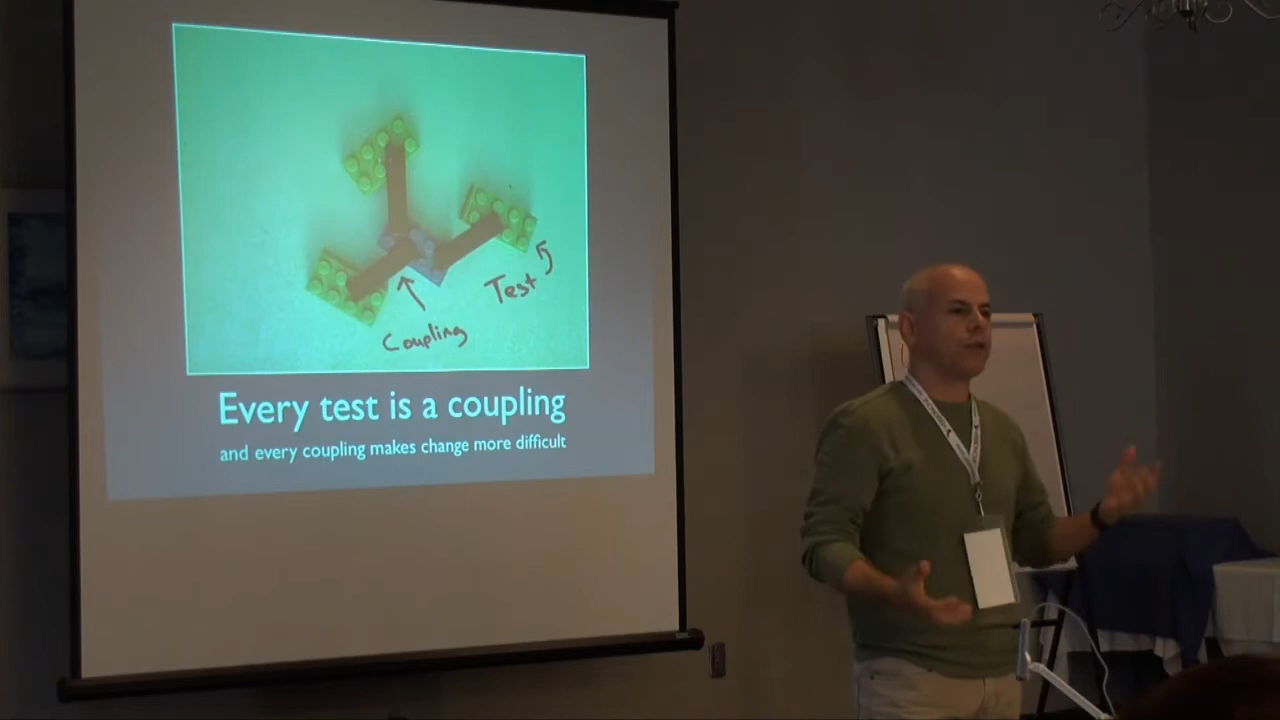 Test
Coupling
Every test is a coupling
and every coupling makes change more difficult